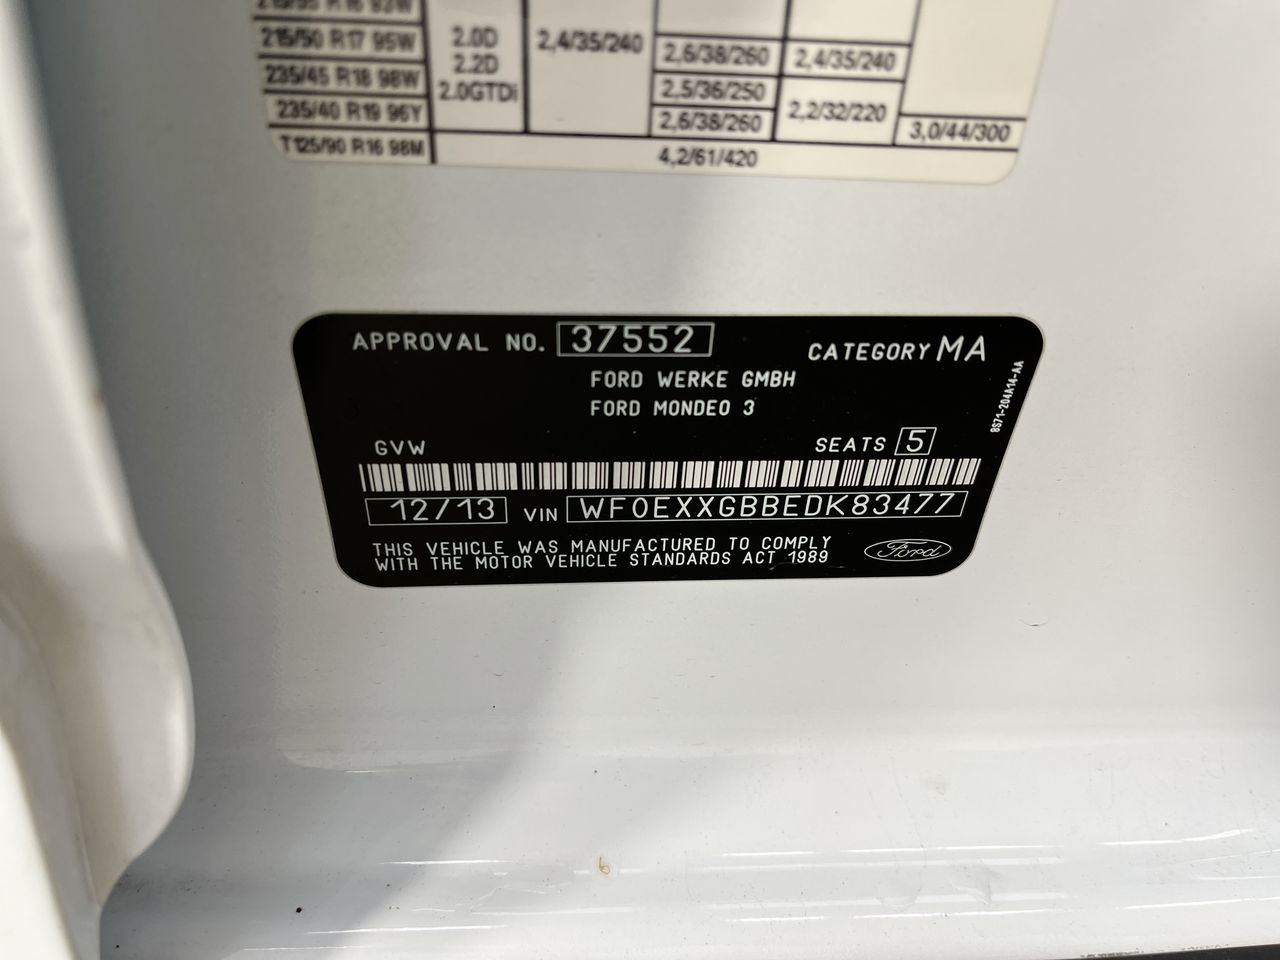 215/50 R17 95W 2.0D 2,4/35/240 2,6/38/260 2,4/35/240
235/45 R18 98W 2.2D 2,5/36/250
235/40 R19 96Y 2.0GTDi 2,6/38/260 2,2/32/220 3,0/44/300
T125/90 R16 98M 4,2/61/420
APPROVAL NO. 37552 CATEGORY MA
FORD WERKE GMBH
FORD MONDEO 3
8S71-204A14-AA
GVW SEATS 5
12/13 VIN WF0EXXGBBEDK83477
THIS VEHICLE WAS MANUFACTURED TO COMPLY
WITH THE MOTOR VEHICLE STANDARDS ACT 1989
Ford